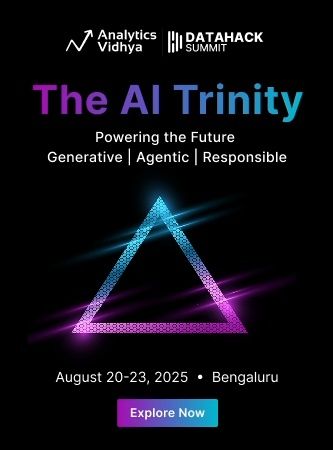 Analytics
Vidhya
DATAHACK
SUMMIT
The AI Trinity
Powering the Future
Generative | Agentic | Responsible
August 20-23, 2025 • Bengaluru
Explore Now